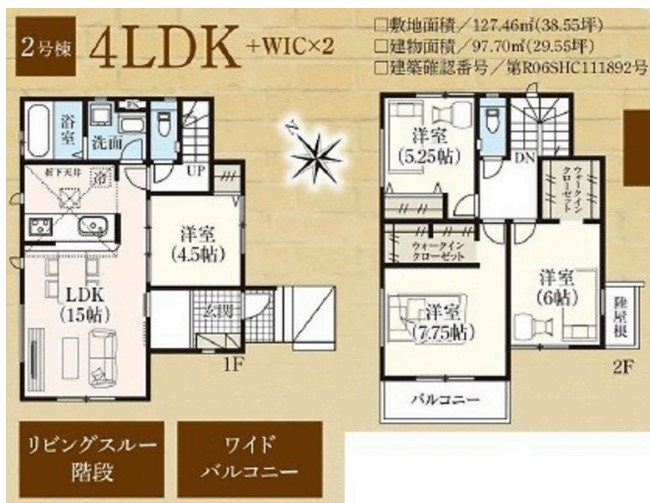 2号棟
4LDK +WIC×2
□敷地面積／127.46㎡(38.55坪)
□建物面積／97.70㎡(29.55坪)
□建築確認番号／第R06SHC111892号
浴室
洗面
PS
UP
折下天井
冷
洋室
(4.5帖)
LDK
(15帖)
玄関
1F
N
洋室
(5.25帖)
DN
ウォークイン
クローゼット
ウォークイン
クローゼット
洋室
(6帖)
洋室
(7.75帖)
陸屋根
バルコニー
2F
リビングスルー
階段
ワイド
バルコニー